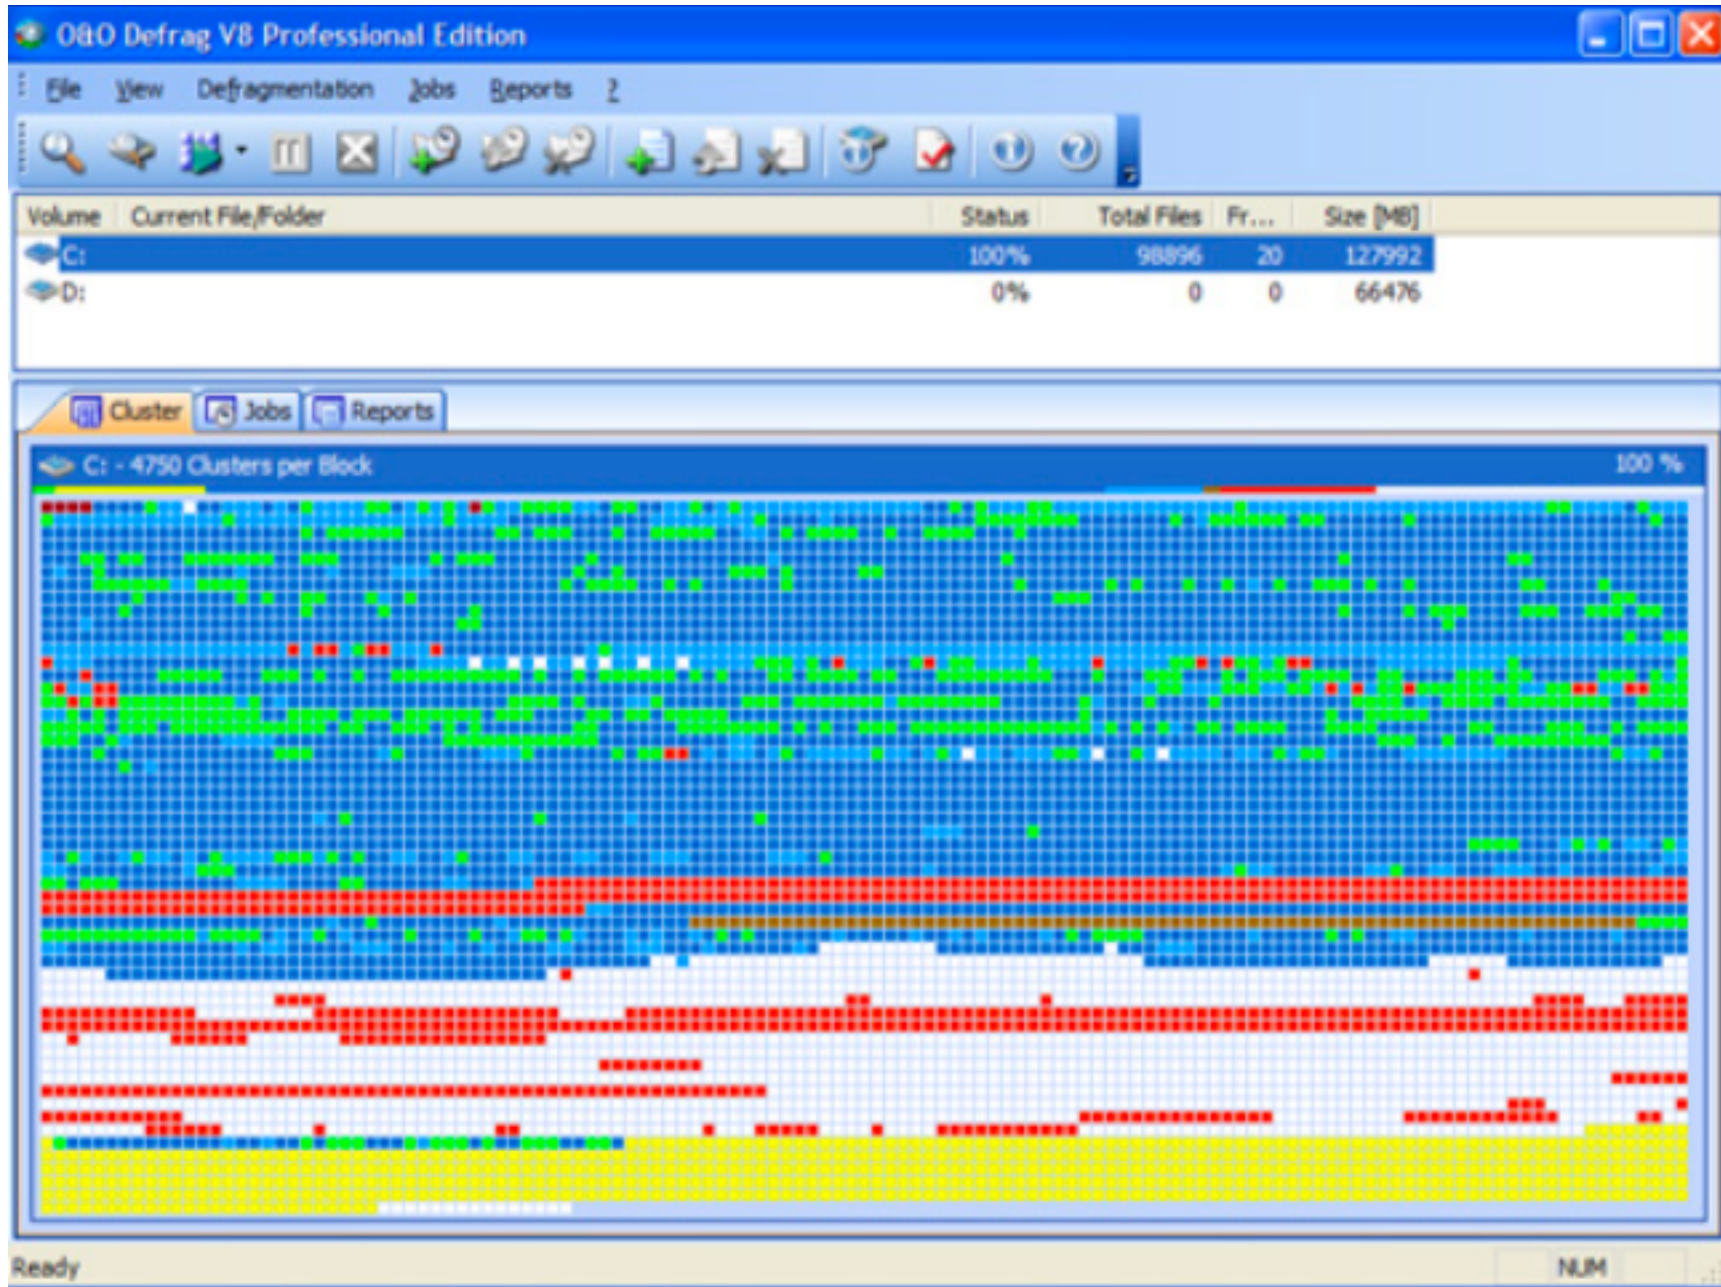 O&O Defrag V8 Professional Edition
File View Defragmentation Jobs Reports ?
Volume Current File/Folder Status Total Files Fr... Size [MB]
C: 100% 98896 20 127992
D: 0% 0 0 66476
Cluster Jobs Reports
C: - 4750 Clusters per Block 100 %
Ready NUM